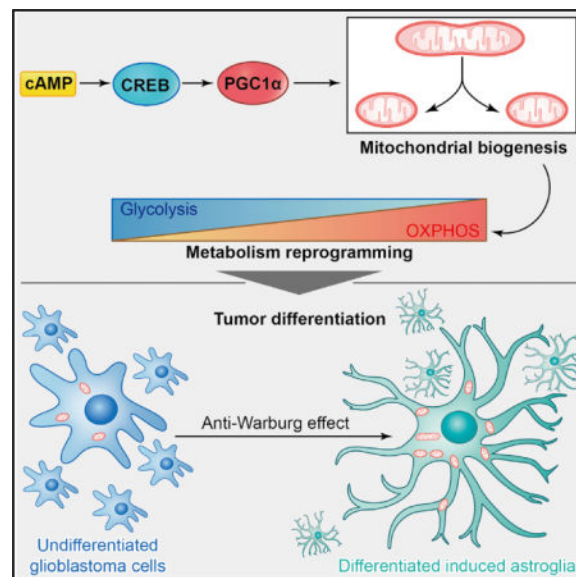 cAMP
CREB
PGC1α
Mitochondrial biogenesis
Glycolysis
OXPHOS
Metabolism reprogramming
Tumor differentiation
Anti-Warburg effect
Undifferentiated
glioblastoma cells
Differentiated induced astroglia